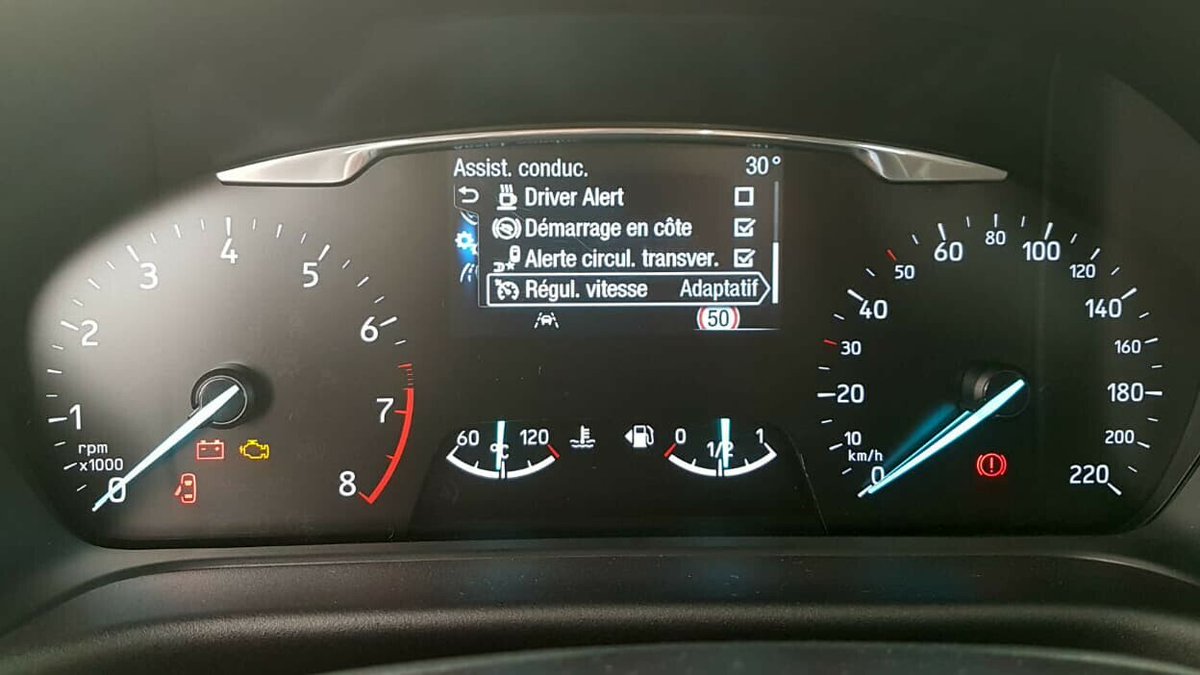 Assist. conduc. 30°
Driver Alert
Démarrage en côte
Alerte circul. transver.
Régul. vitesse Adaptatif
50
0
1
2
3
4
5
6
7
8
rpm
x1000
60 °C 120
0 1/2 1
0
10
20
30
40
50
60
80
100
120
140
160
180
200
220
km/h